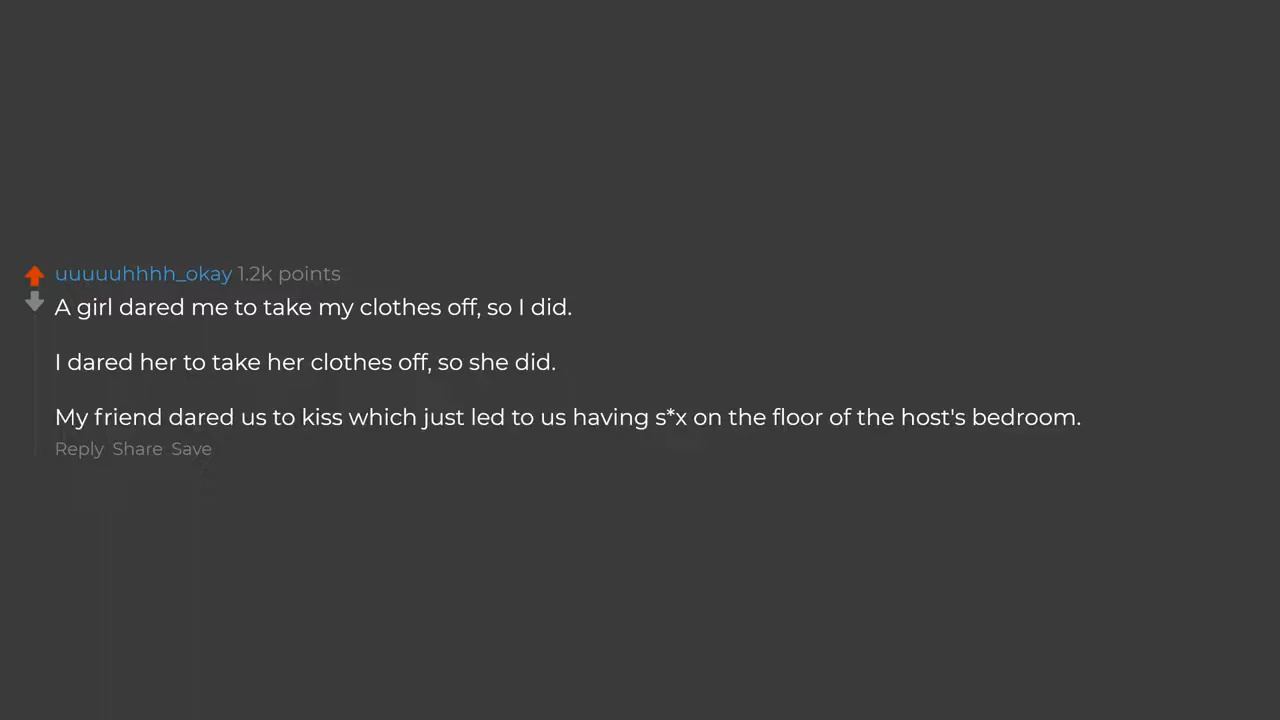 uuuuuhhhh_okay 1.2k points
A girl dared me to take my clothes off, so I did.
I dared her to take her clothes off, so she did.
My friend dared us to kiss which just led to us having s*x on the floor of the host's bedroom.
Reply Share Save